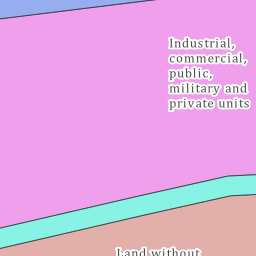 Industrial,
commercial,
public,
military and
private units
Land without